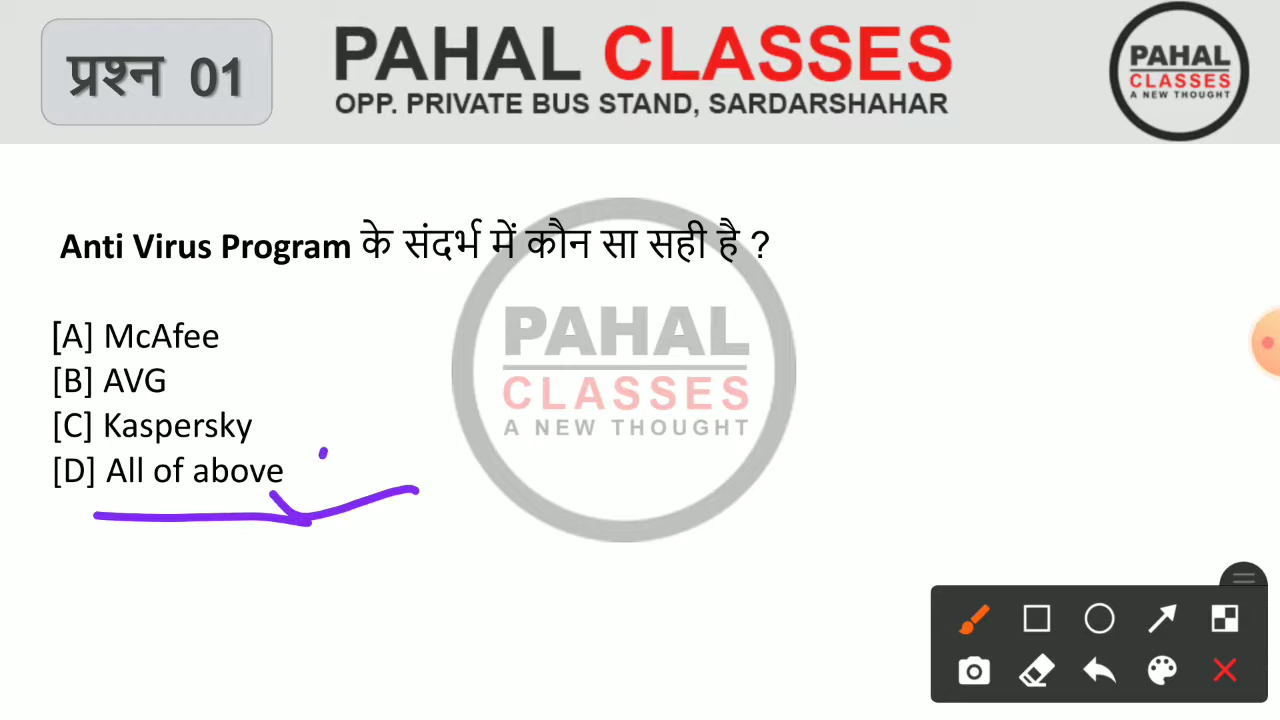 प्रश्न 01
PAHAL CLASSES
OPP. PRIVATE BUS STAND, SARDARSHAHAR
PAHAL
CLASSES
A NEW THOUGHT
Anti Virus Program के संदर्भ में कौन सा सही है ?
[A] McAfee
[B] AVG
[C] Kaspersky
[D] All of above
PAHAL
CLASSES
A NEW THOUGHT